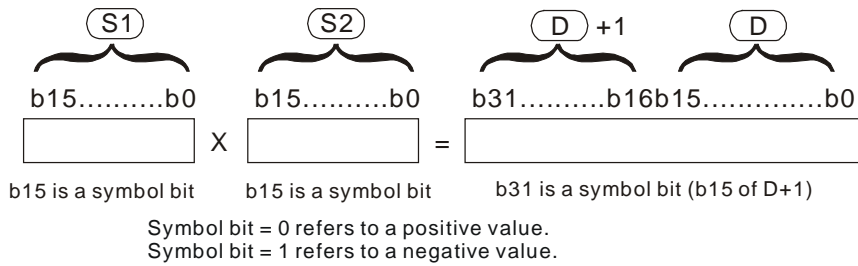 S1 S2 D +1 D
b15..........b0 b15...........b0 b31..........b16b15..............b0
X =
b15 is a symbol bit b15 is a symbol bit b31 is a symbol bit (b15 of D+1)
Symbol bit = 0 refers to a positive value.
Symbol bit = 1 refers to a negative value.